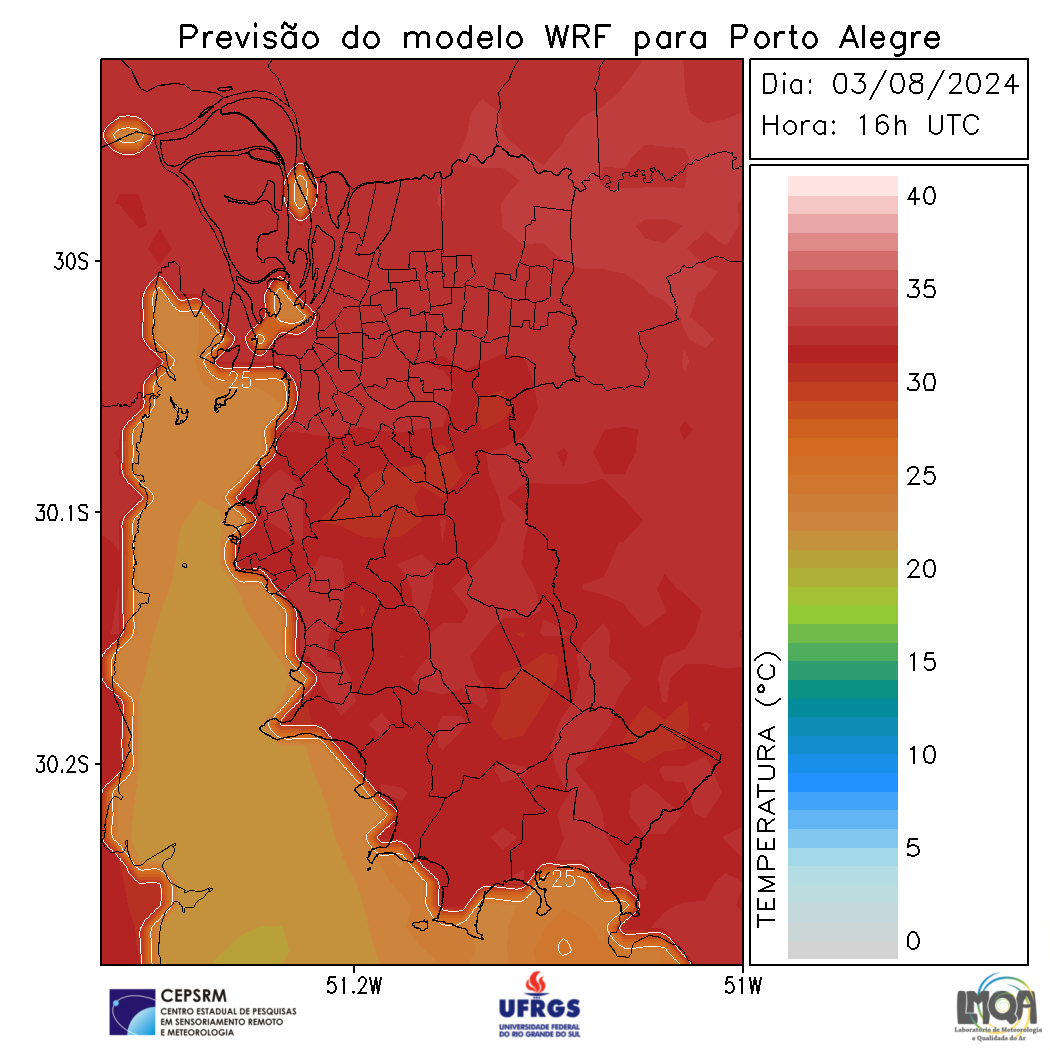 Previsão do modelo WRF para Porto Alegre
Dia: 03/08/2024
Hora: 16h UTC
30S
30.1S
30.2S
51.2W
51W
25
25
TEMPERATURA (°C)
40
35
30
25
20
15
10
5
0
CEPSRM
CENTRO ESTADUAL DE PESQUISAS
EM SENSORIAMENTO REMOTO
E METEOROLOGIA
UFRGS
UNIVERSIDADE FEDERAL
DO RIO GRANDE DO SUL
LMQA
Laboratório de Meteorologia
e Qualidade do Ar